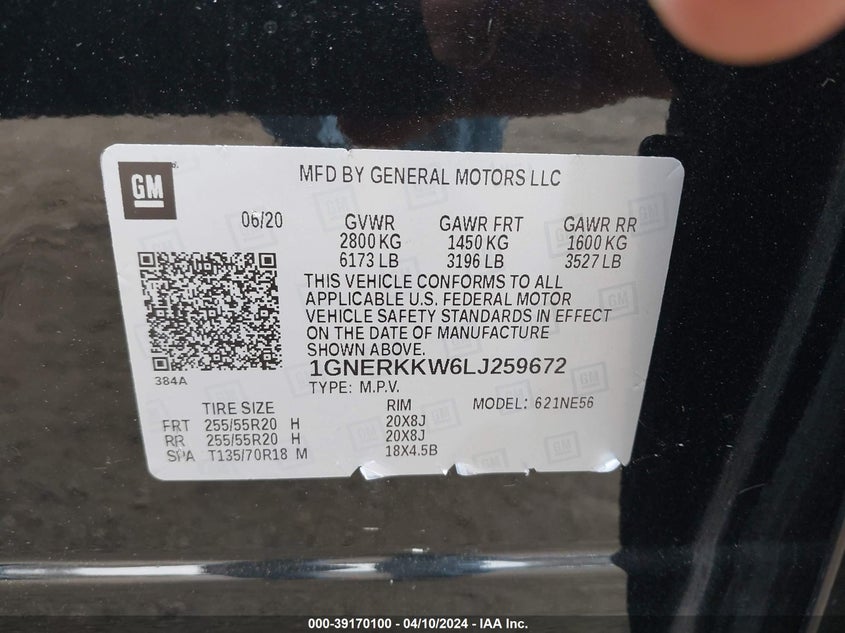 GM
MFD BY GENERAL MOTORS LLC
06/20 GVWR GAWR FRT GAWR RR
2800 KG 1450 KG 1600 KG
6173 LB 3196 LB 3527 LB
THIS VEHICLE CONFORMS TO ALL
APPLICABLE U.S. FEDERAL MOTOR
VEHICLE SAFETY STANDARDS IN EFFECT
ON THE DATE OF MANUFACTURE
SHOWN ABOVE.
384A
1GNERKKW6LJ259672
TYPE: M.P.V.
TIRE SIZE RIM MODEL: 621NE56
FRT 255/55R20 H 20X8J
RR 255/55R20 H 20X8J
SPA T135/70R18 M 18X4.5B
000-39170100 - 04/10/2024 - IAA Inc.